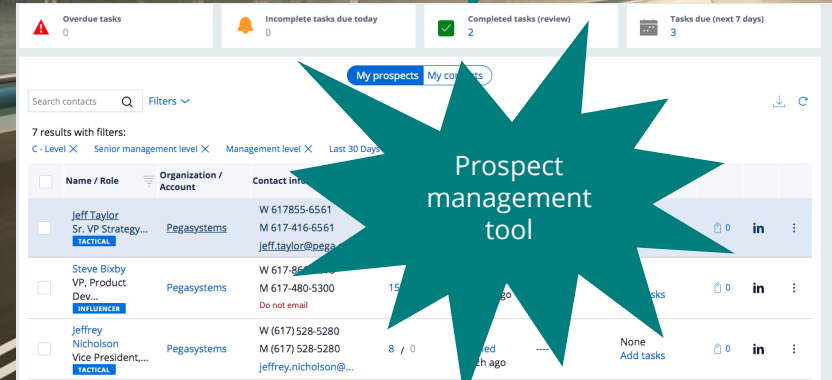 Overdue tasks
0
Incomplete tasks due today
0
Completed tasks (review)
2
Tasks due (next 7 days)
3
My prospects My co
ts)
Search contacts Filters
7 results with filters:
C - Level X Senior management level X Management level X Last 30 Days
Name / Role Organization / Account Contact info
Jeff Taylor
Sr. VP Strategy...
TACTICAL
Pegasystems
W 617855-6561
M 617-416-6561
jeff.taylor@pega.
0 in
Steve Bixby
VP, Product
Dev...
INFLUENCER
Pegasystems
W 617-86
M 617-480-5300
Do not email
15
go
sks
0 in
Jeffrey
Nicholson
Vice President,...
TACTICAL
Pegasystems
W (617) 528-5280
M (617) 528-5280
jeffrey.nicholson@...
8 / 0
ed
h ago
----
None
Add tasks
0 in
Prospect
management
tool